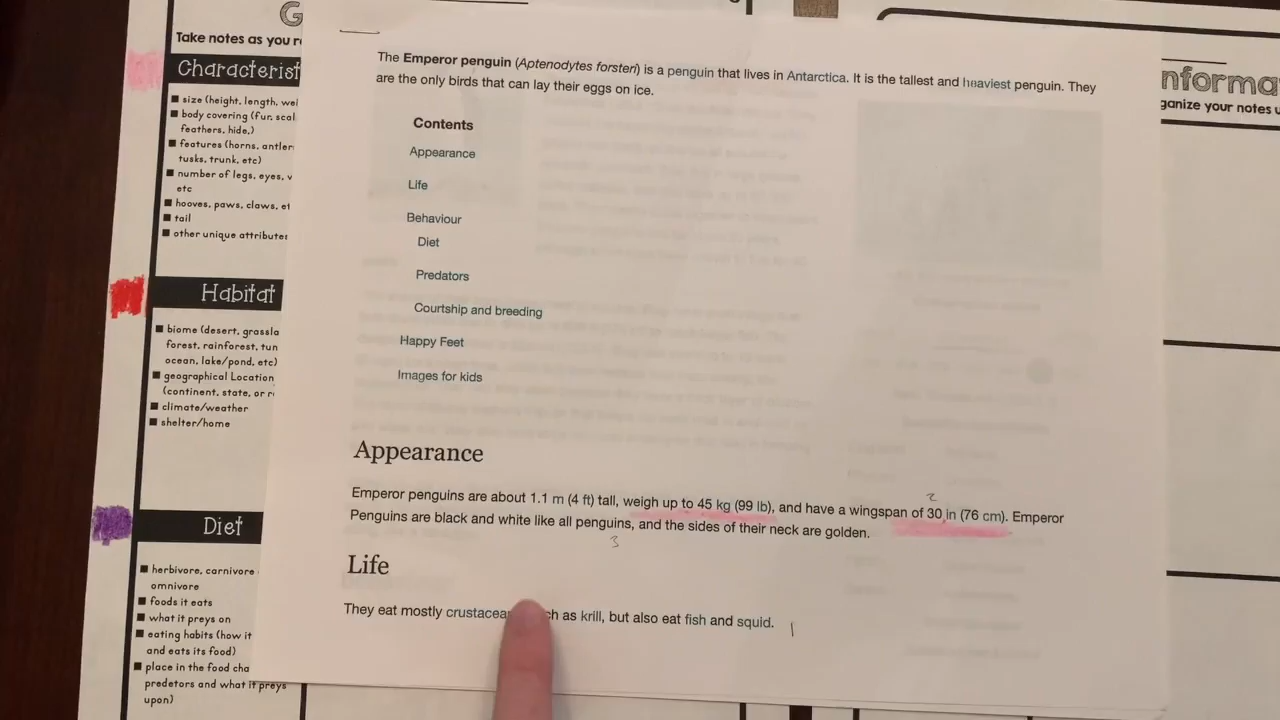 G
Take notes as you r
Characterist
size (height, length, wei
body covering (fur, scal
feathers, hide,)
features (horns, antler
tusks, trunk, etc)
number of legs, eyes, w
etc
hooves, paws, claws, et
tail
other unique attributes
Habitat
biome (desert, grassla
forest, rainforest, tun
ocean, lake/pond, etc)
geographical Location
(continent, state, or re
climate/weather
shelter/home
Diet
herbivore, carnivore
omnivore
foods it eats
what it preys on
eating habits (how it
and eats its food)
place in the food cha
predetors and what it preys
upon)
The Emperor penguin (Aptenodytes forsteri) is a penguin that lives in Antarctica. It is the tallest and heaviest penguin. They
are the only birds that can lay their eggs on ice.
Contents
Appearance
Life
Behaviour
Diet
Predators
Courtship and breeding
Happy Feet
Images for kids
Appearance
2
Emperor penguins are about 1.1 m (4 ft) tall, weigh up to 45 kg (99 lb), and have a wingspan of 30 in (76 cm). Emperor
Penguins are black and white like all penguins, and the sides of their neck are golden.
3
Life
They eat mostly crustacea ch as krill, but also eat fish and squid. 1
nforma
ganize your notes u